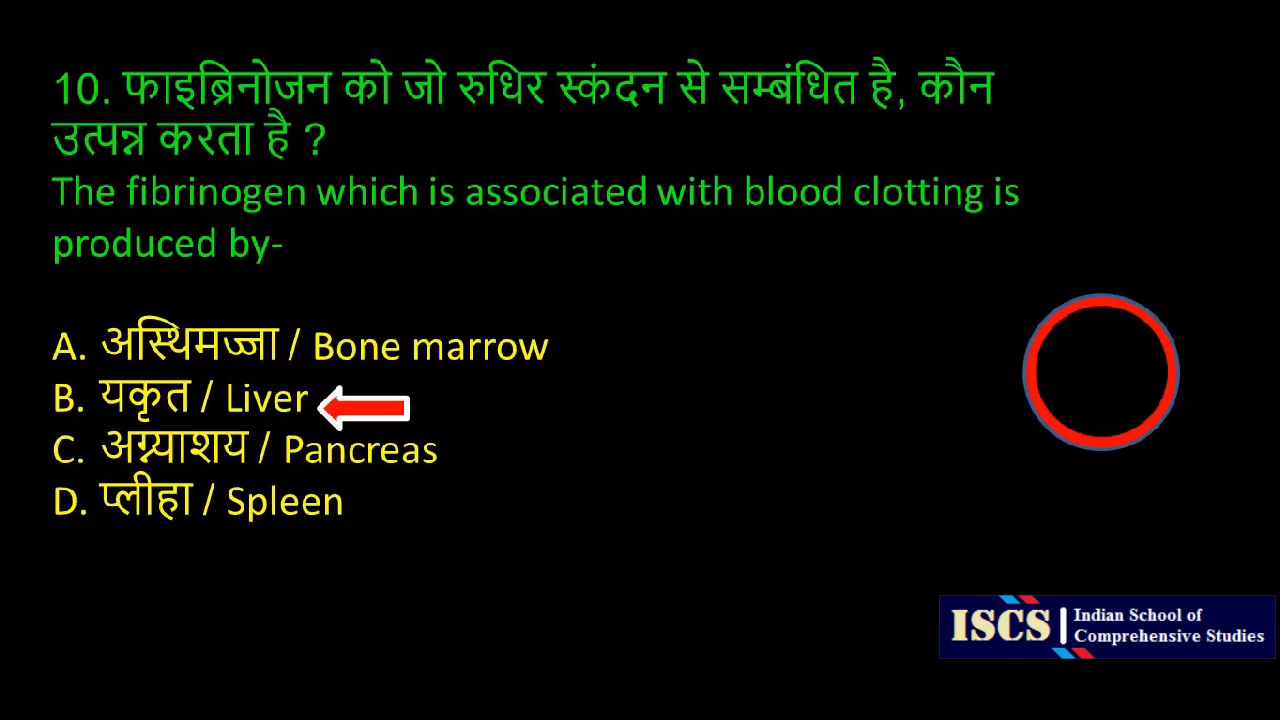 10. फाइब्रिनोजन को जो रुधिर स्कंदन से सम्बंधित है, कौन
उत्पन्न करता है ?
The fibrinogen which is associated with blood clotting is
produced by-
A. अस्थिमज्जा / Bone marrow
B. यकृत / Liver
C. अग्न्याशय / Pancreas
D. प्लीहा / Spleen
ISCS | Indian School of
Comprehensive Studies